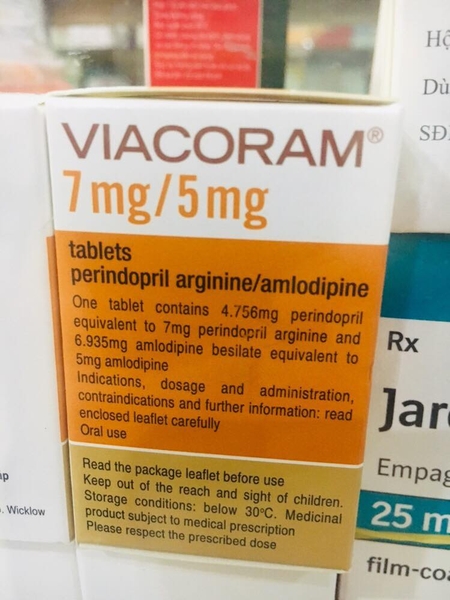 VIACORAM®
7mg/5mg
tablets
perindopril arginine/amlodipine
One tablet contains 4.756mg perindopril
equivalent to 7mg perindopril arginine and
6.935mg amlodipine besilate equivalent to
5mg amlodipine
Indications, dosage and administration,
contraindications and further information: read
enclosed leaflet carefully
Oral use
Read the package leaflet before use
Keep out of the reach and sight of children.
Storage conditions: below 30°C. Medicinal
product subject to medical prescription
Please respect the prescribed dose
Wicklow
Hộ
Dù
SĐ
Rx
Jar
Empag
25 m
film-co